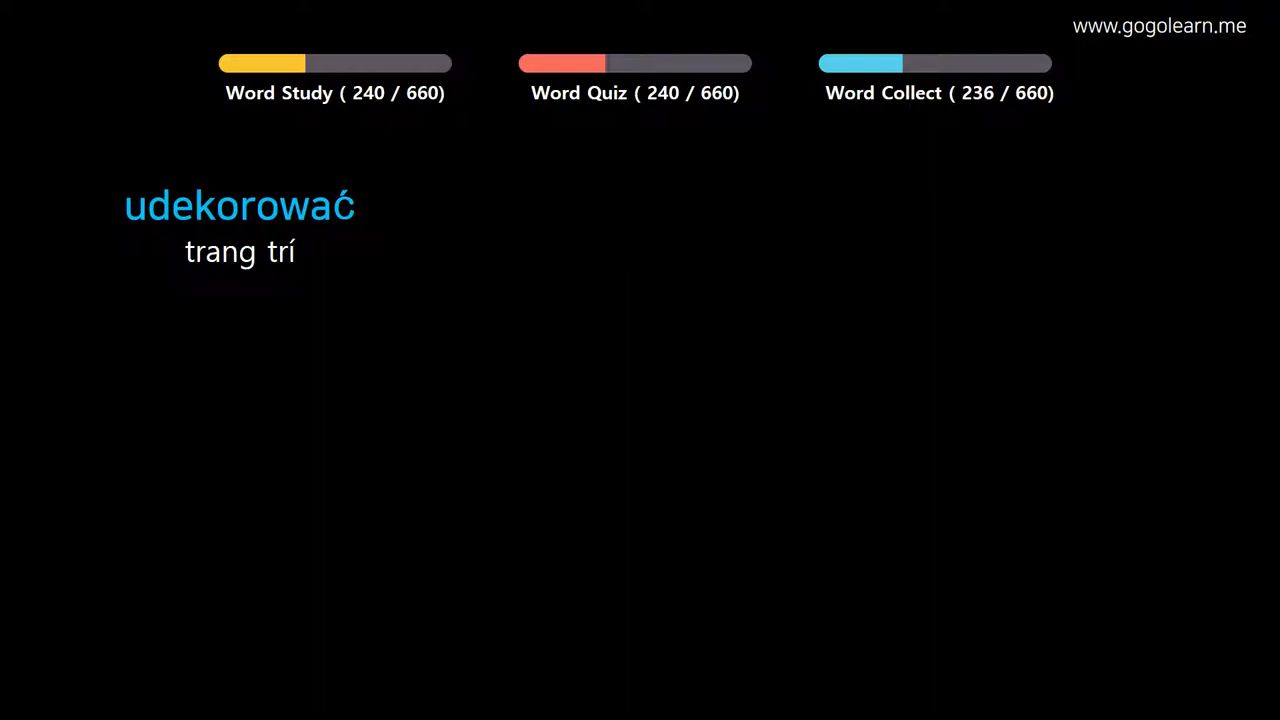 www.gogolearn.me
Word Study ( 240 / 660)
Word Quiz ( 240 / 660)
Word Collect ( 236 / 660)
udekorować
trang trí